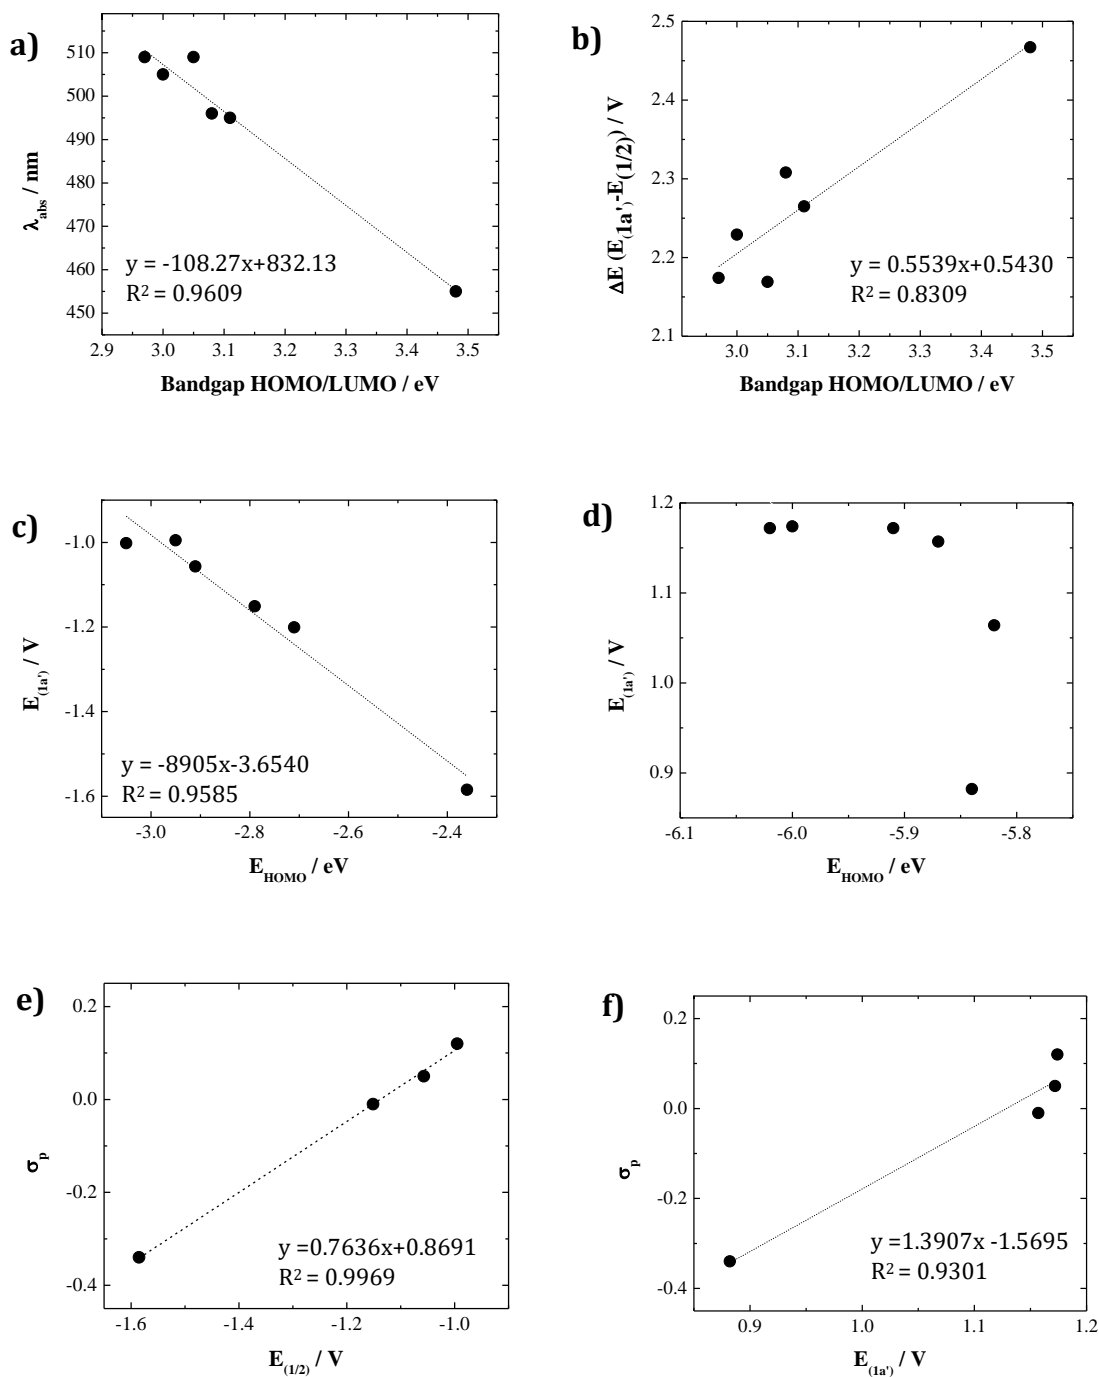 a)
510
500
490
480
470
460
450
λabs / nm
y = -108.27x+832.13
R2 = 0.9609
2.9 3.0 3.1 3.2 3.3 3.4 3.5
Bandgap HOMO/LUMO / eV
b)
2.5
2.4
2.3
2.2
2.1
ΔE (E(1a')-E(1/2)) / V
y = 0.5539x+0.5430
R2 = 0.8309
3.0 3.1 3.2 3.3 3.4 3.5
Bandgap HOMO/LUMO / eV
c)
-1.0
-1.2
-1.4
-1.6
E(1a') / V
y = -8905x-3.6540
R2 = 0.9585
-3.0 -2.8 -2.6 -2.4
EHOMO / eV
d)
1.2
1.1
1.0
0.9
E(1a') / V
-6.1 -6.0 -5.9 -5.8
EHOMO / eV
e)
0.2
0.0
-0.2
-0.4
σp
y =0.7636x+0.8691
R2 = 0.9969
-1.6 -1.4 -1.2 -1.0
E(1/2) / V
f)
0.2
0.0
-0.2
-0.4
σp
y =1.3907x -1.5695
R2 = 0.9301
0.9 1.0 1.1 1.2
E(1a') / V